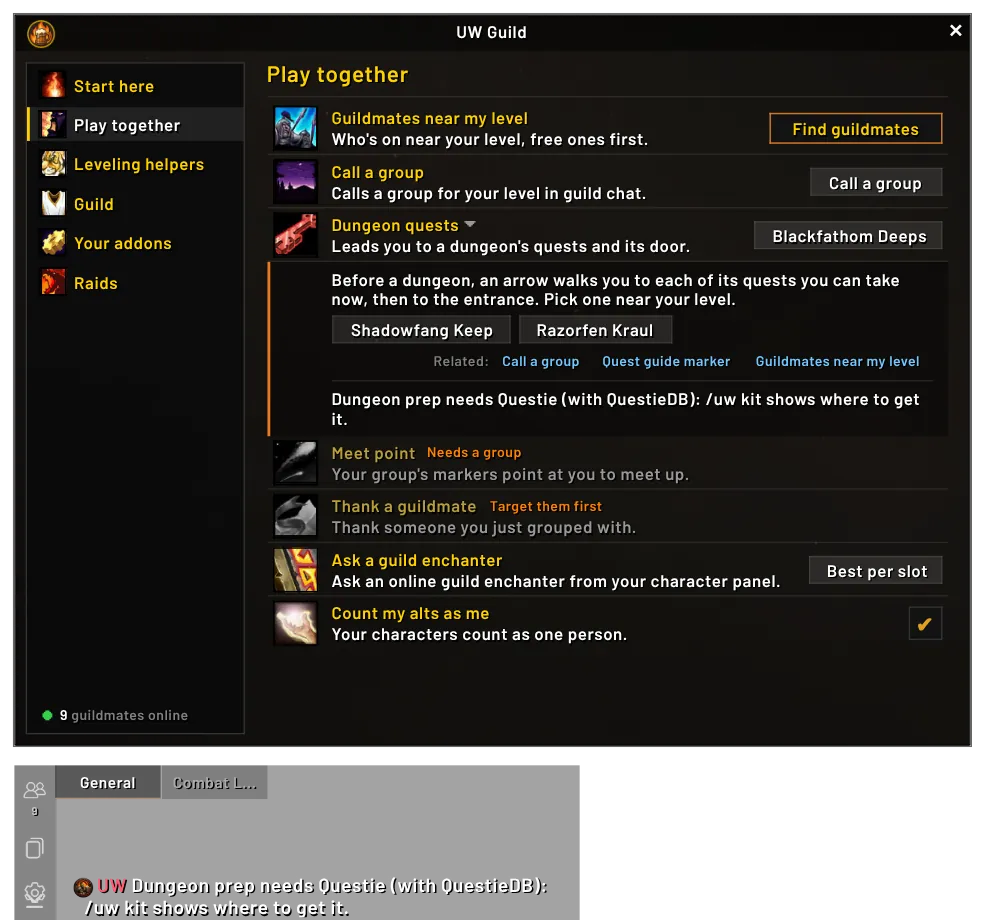 UW Guild
Start here
Play together
Leveling helpers
Guild
Your addons
Raids
9 guildmates online
Play together
Guildmates near my level
Who's on near your level, free ones first.
Find guildmates
Call a group
Calls a group for your level in guild chat.
Call a group
Dungeon quests
Leads you to a dungeon's quests and its door.
Blackfathom Deeps
Before a dungeon, an arrow walks you to each of its quests you can take
now, then to the entrance. Pick one near your level.
Shadowfang Keep
Razorfen Kraul
Related: Call a group Quest guide marker Guildmates near my level
Dungeon prep needs Questie (with QuestieDB): /uw kit shows where to get
it.
Meet point Needs a group
Your group's markers point at you to meet up.
Thank a guildmate Target them first
Thank someone you just grouped with.
Ask a guild enchanter
Ask an online guild enchanter from your character panel.
Best per slot
Count my alts as me
Your characters count as one person.
General
Combat L...
9
UW Dungeon prep needs Questie (with QuestieDB):
/uw kit shows where to get it.